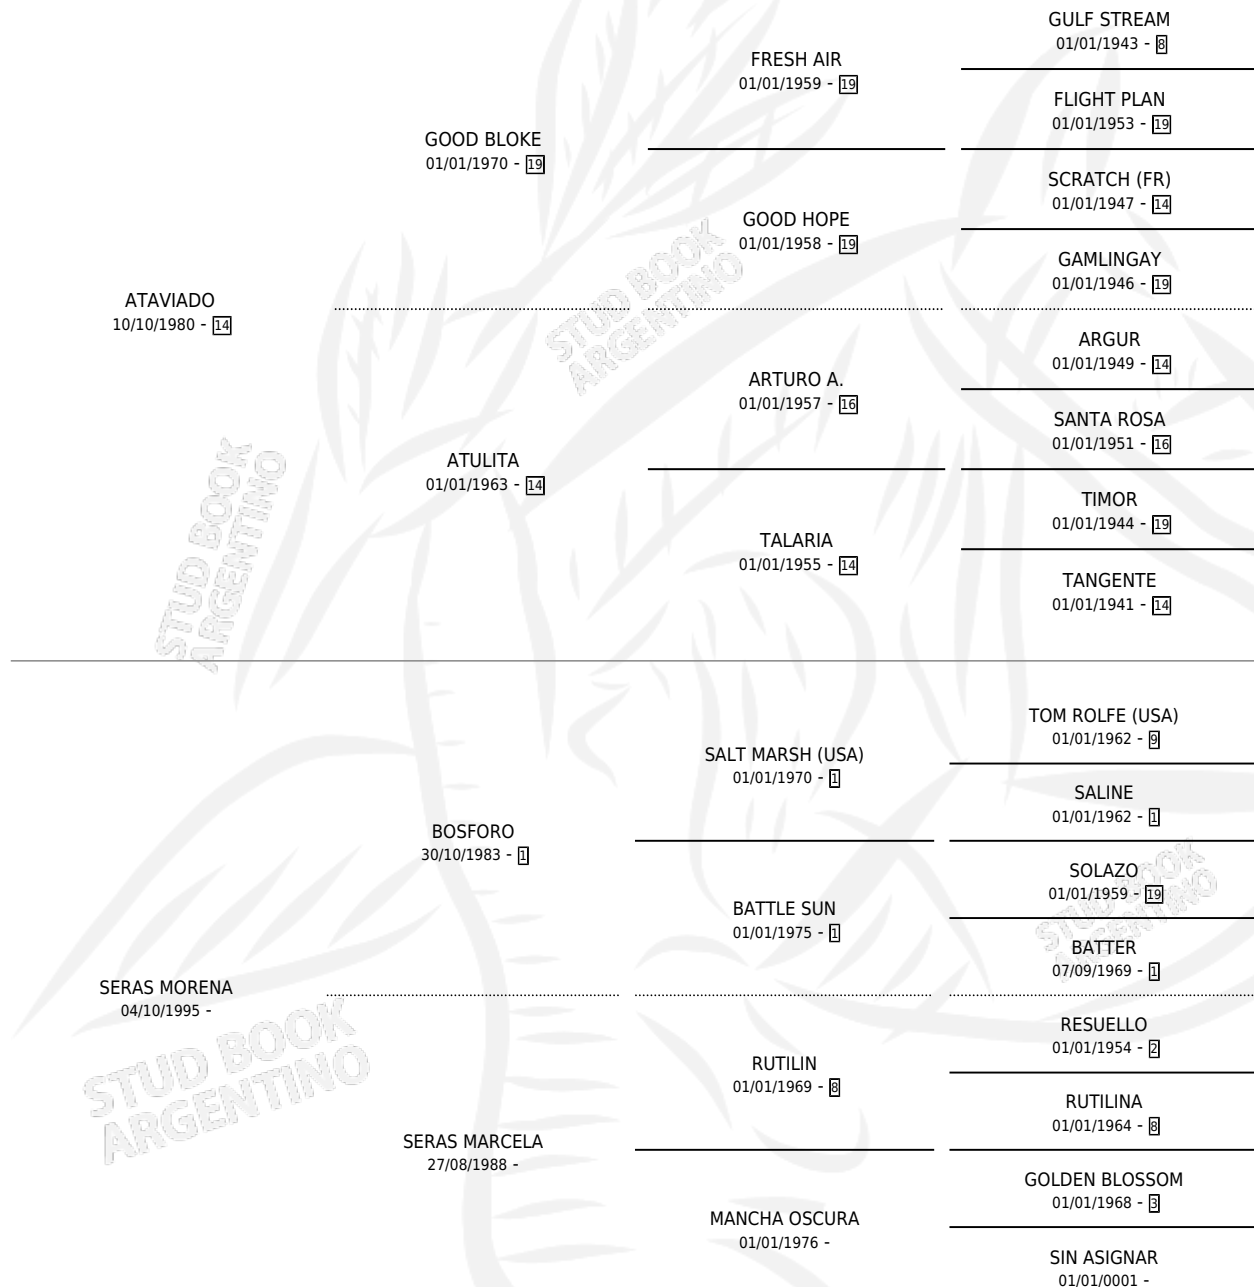 GULF STREAM
01/01/1943 - 8
FRESH AIR
01/01/1959 - 19
FLIGHT PLAN
01/01/1953 - 19
GOOD BLOKE
01/01/1970 - 19
SCRATCH (FR)
01/01/1947 - 14
GOOD HOPE
01/01/1958 - 19
GAMLINGAY
01/01/1946 - 19
ATAVIADO
10/10/1980 - 14
ARGUR
01/01/1949 - 14
ARTURO A.
01/01/1957 - 16
SANTA ROSA
01/01/1951 - 16
ATULITA
01/01/1963 - 14
TIMOR
01/01/1944 - 19
TALARIA
01/01/1955 - 14
TANGENTE
01/01/1941 - 14
TOM ROLFE (USA)
01/01/1962 - 9
SALT MARSH (USA)
01/01/1970 - 1
SALINE
01/01/1962 - 1
BOSFORO
30/10/1983 - 1
SOLAZO
01/01/1959 - 19
BATTLE SUN
01/01/1975 - 1
BATTER
07/09/1969 - 1
SERAS MORENA
04/10/1995 -
RESUELLO
01/01/1954 - 2
RUTILIN
01/01/1969 - 8
RUTILINA
01/01/1964 - 8
SERAS MARCELA
27/08/1988 -
GOLDEN BLOSSOM
01/01/1968 - 3
MANCHA OSCURA
01/01/1976 -
SIN ASIGNAR
01/01/0001 -
STUD BOOK
ARGENTINO
STUD BOOK
ARGENTINO
STUD BOOK
ARGENTINO
STUD BOOK
ARGENTINO